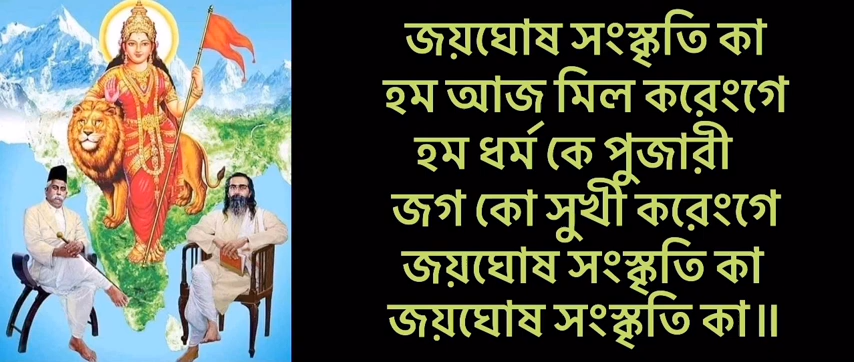 জয়ঘোষ সংস্কৃতি কা
হম আজ মিল করেংগে
হম ধর্ম কে পুজারী
জগ কো সুখী করেংগে
জয়ঘোষ সংস্কৃতি কা
জয়ঘোষ সংস্কৃতি কা॥